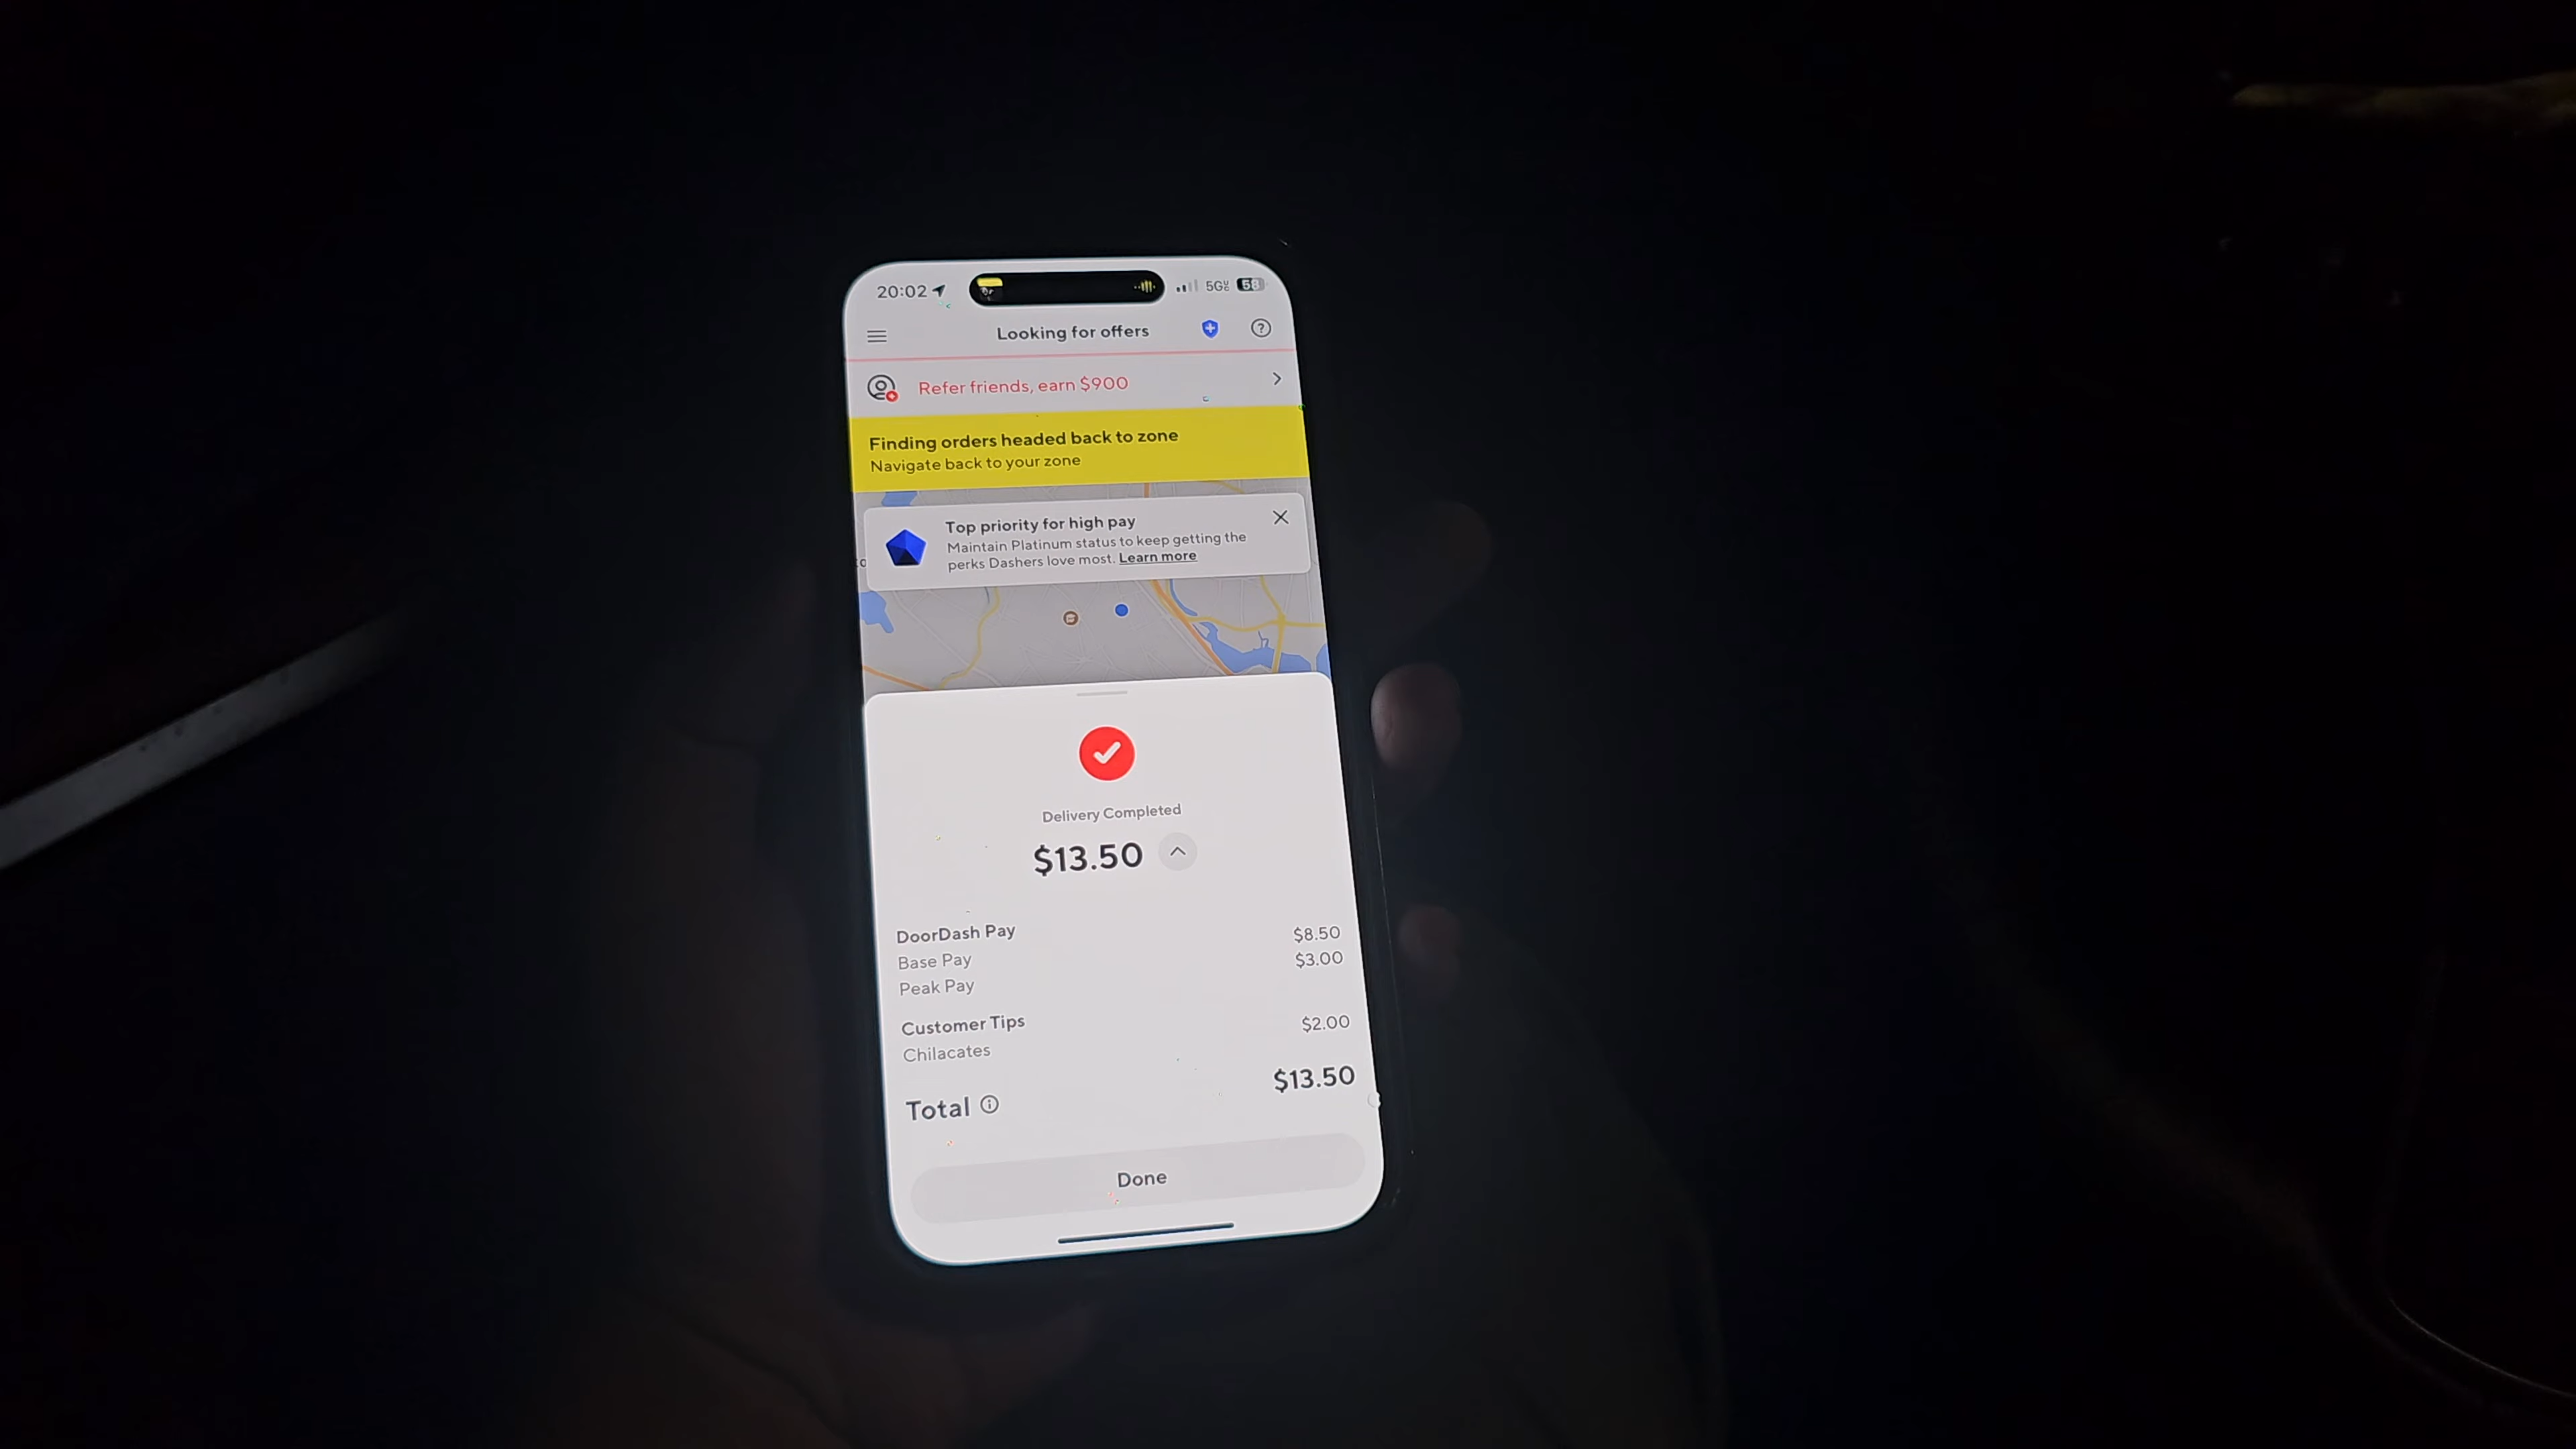 20:02 5G 58
Looking for offers
Refer friends, earn $900
Finding orders headed back to zone
Navigate back to your zone
Top priority for high pay
Maintain Platinum status to keep getting the
perks Dashers love most. Learn more
Delivery Completed
$13.50
DoorDash Pay
Base Pay $8.50
Peak Pay $3.00
Customer Tips
Chilacates $2.00
Total $13.50
Done